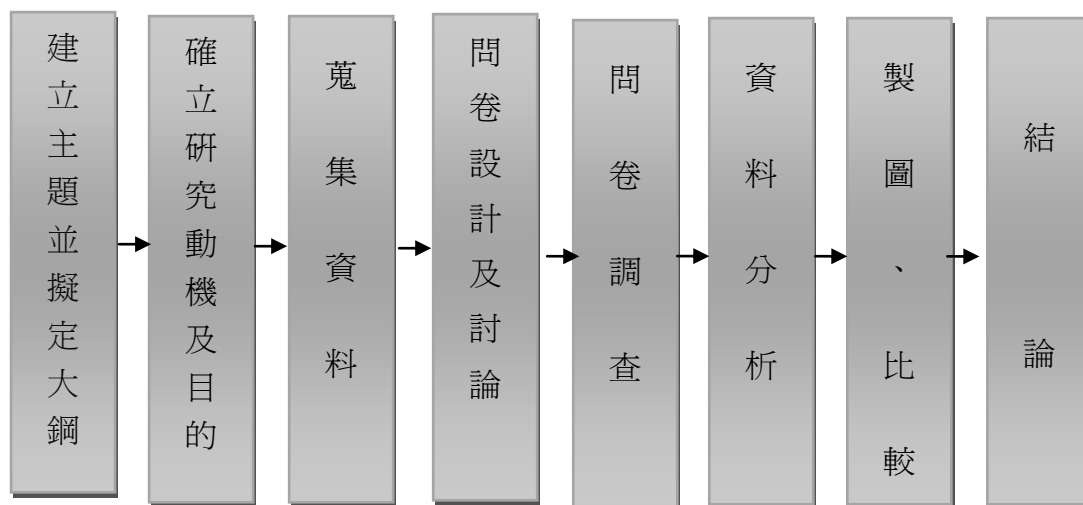 建立主題並擬定大鋼
確立研究動機及目的
蒐集資料
問卷設計及討論
問卷調查
資料分析
製圖、比較
結論